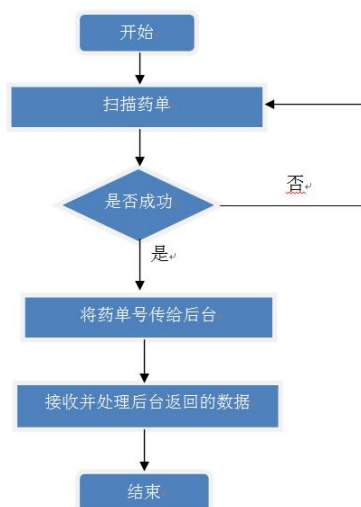 开始
扫描药单
是否成功
否
是
将药单号传给后台
接收并处理后台返回的数据
结束